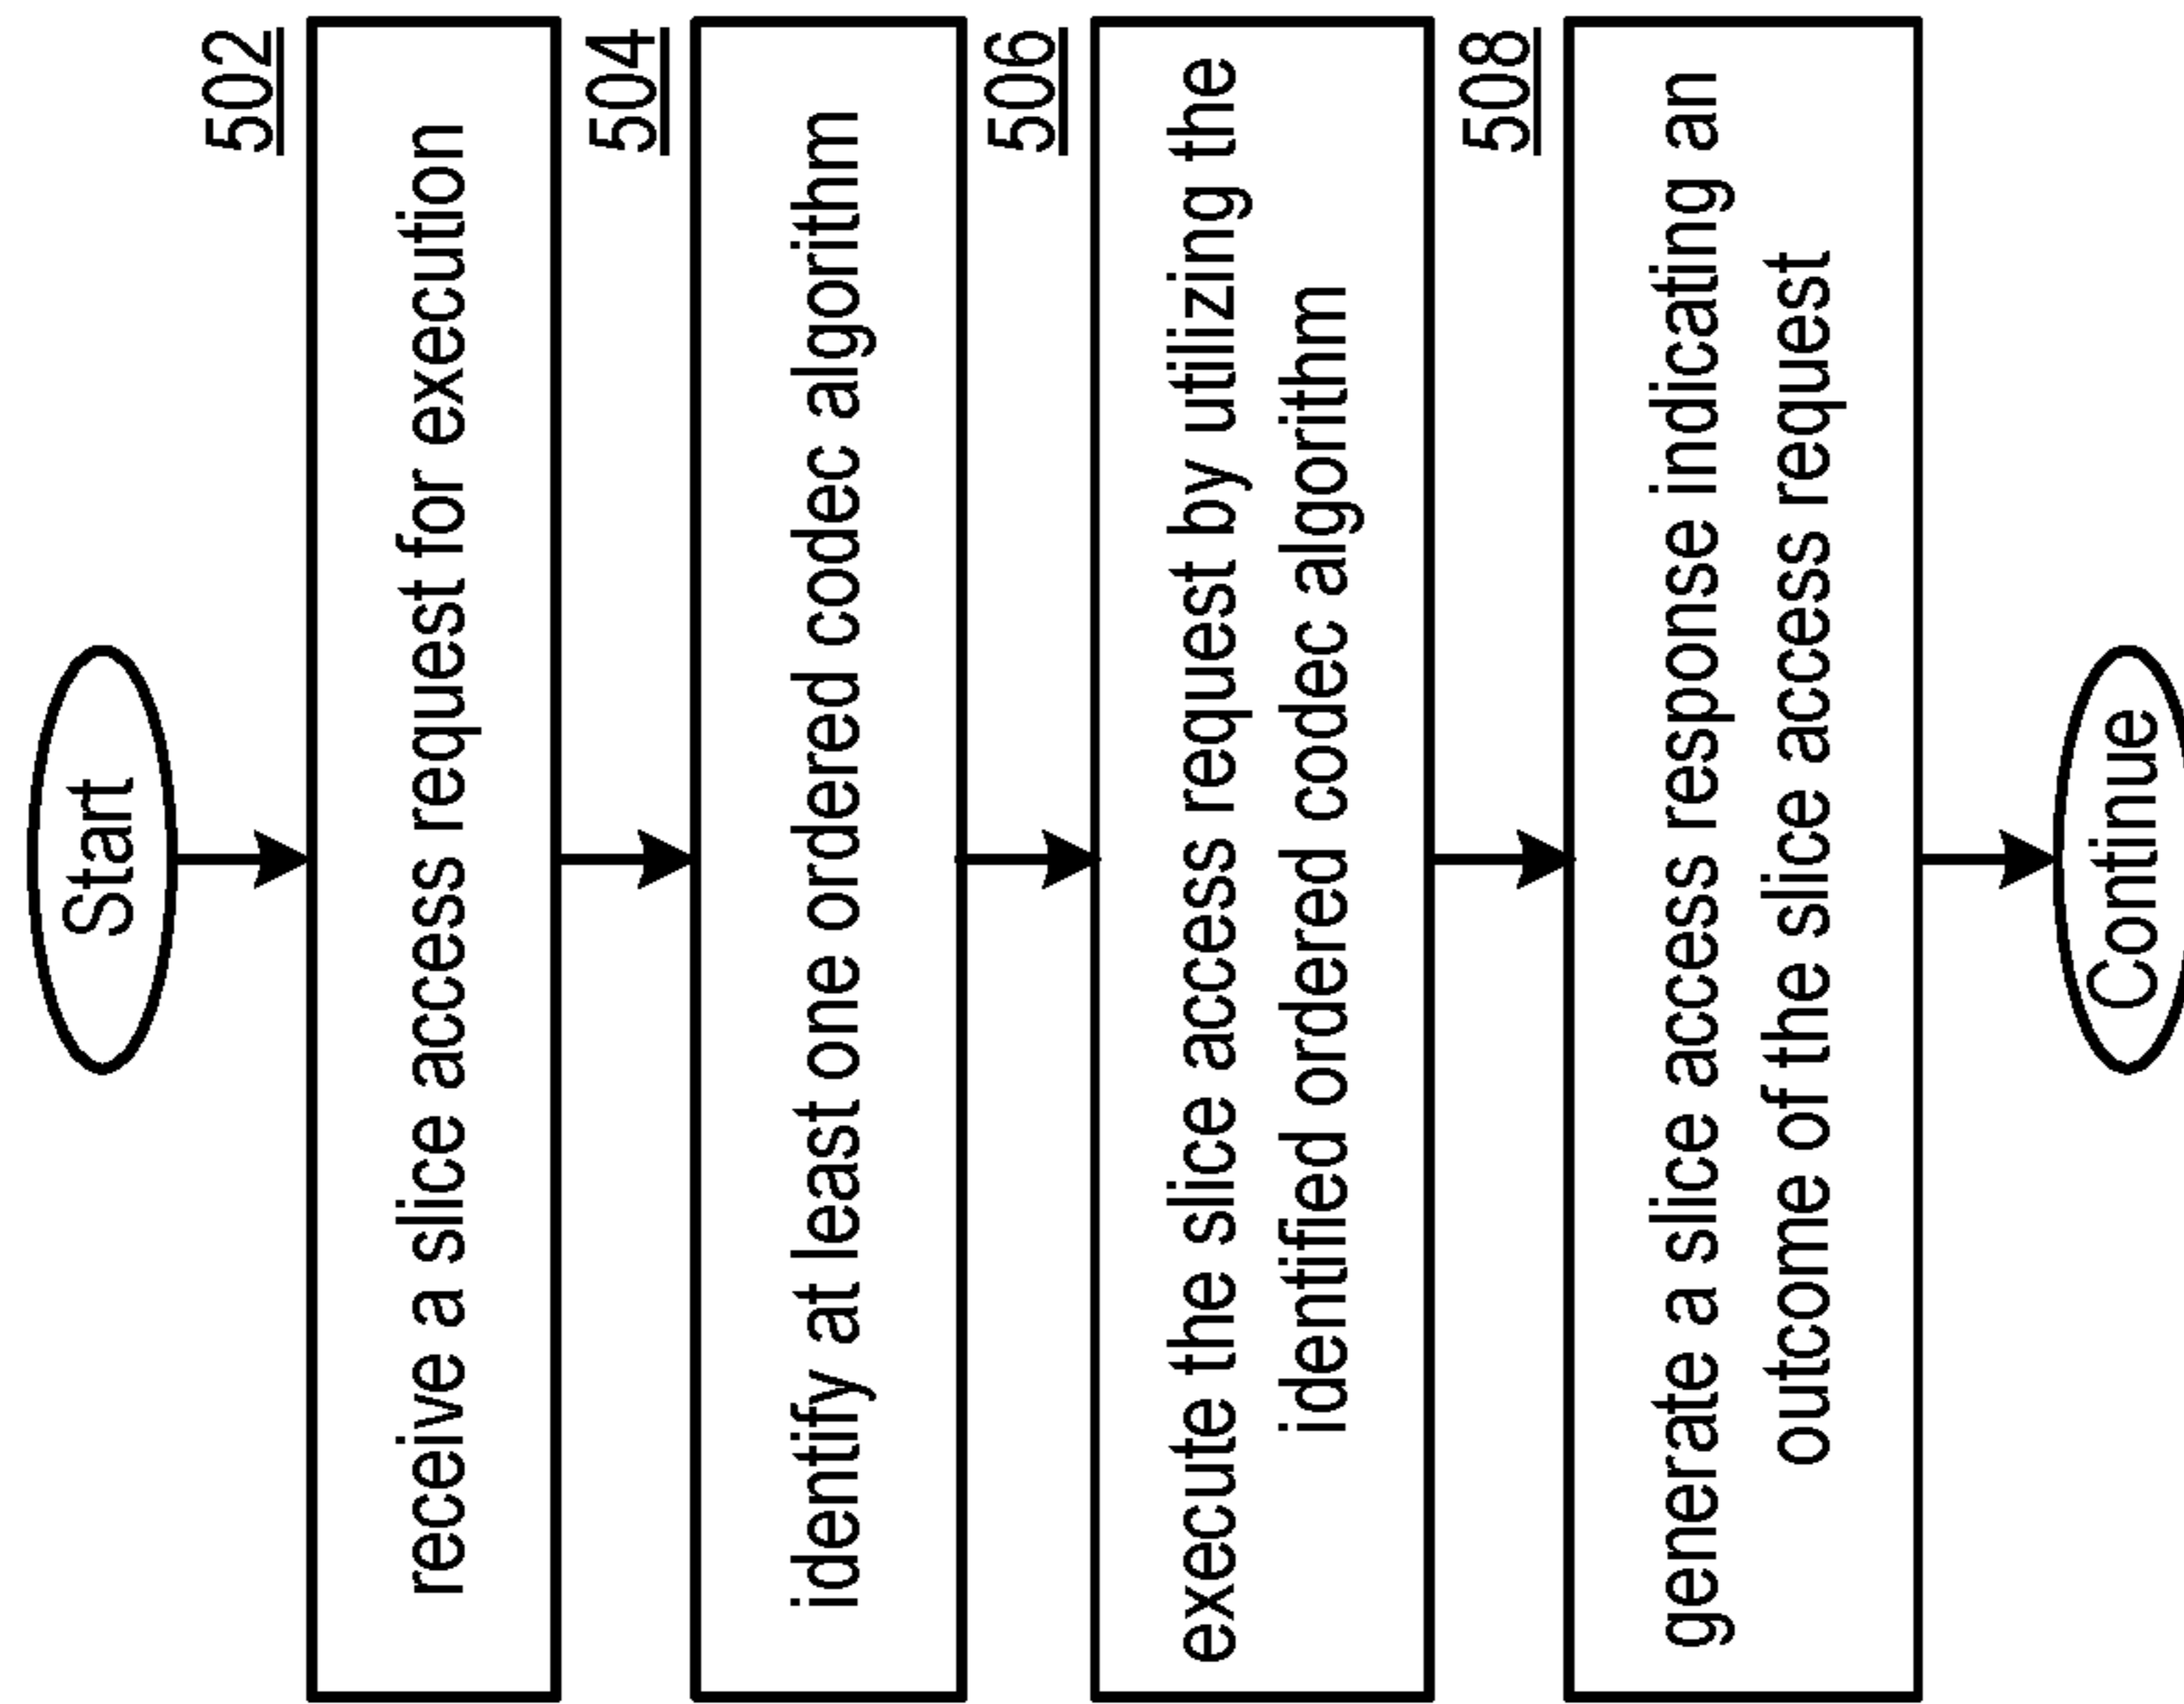 Start
502
receive a slice access request for execution
504
identify at least one ordered codec algorithm
506
execute the slice access request by utilizing the
identified ordered codec algorithm
508
generate a slice access response indicating an
outcome of the slice access request
Continue